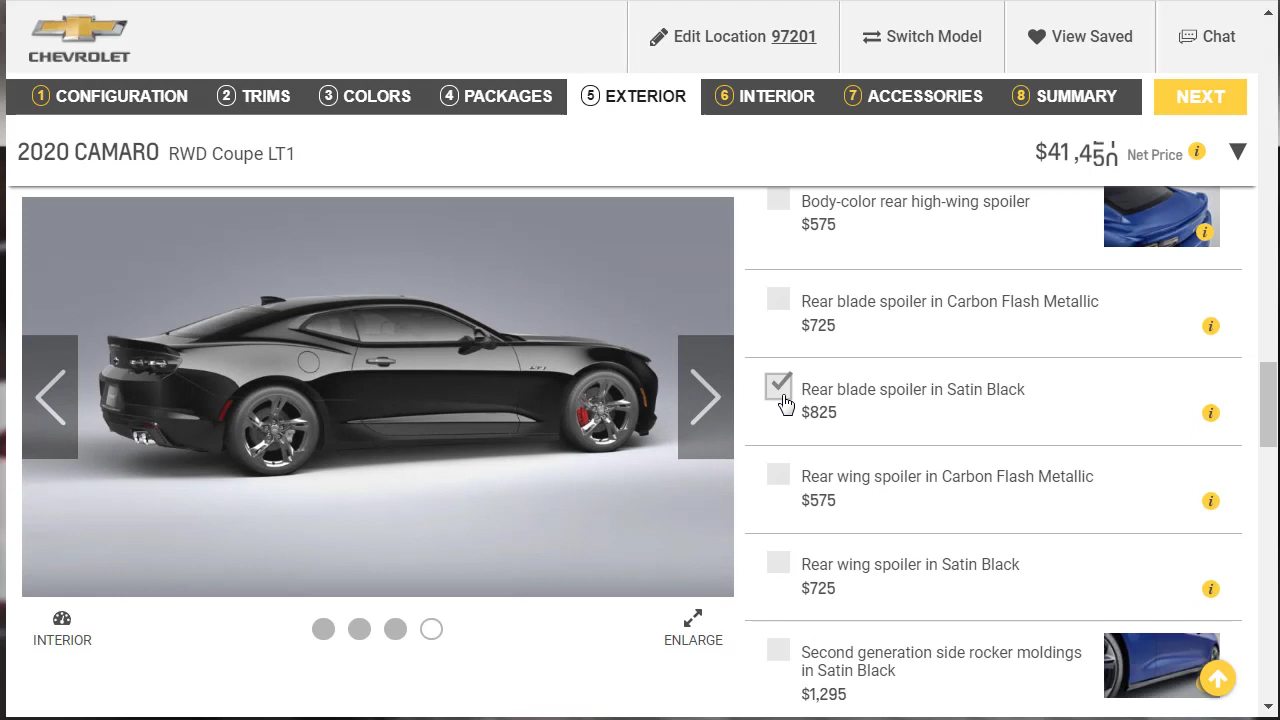 CHEVROLET
Edit Location 97201
Switch Model
View Saved
Chat
1 CONFIGURATION
2 TRIMS
3 COLORS
4 PACKAGES
5 EXTERIOR
6 INTERIOR
7 ACCESSORIES
8 SUMMARY
NEXT
2020 CAMARO RWD Coupe LT1
Net Price i
Body-color rear high-wing spoiler
$575
i
Rear blade spoiler in Carbon Flash Metallic
$725
i
Rear blade spoiler in Satin Black
$825
i
Rear wing spoiler in Carbon Flash Metallic
$575
i
Rear wing spoiler in Satin Black
$725
i
Second generation side rocker moldings
in Satin Black
$1,295
LT1
INTERIOR
ENLARGE